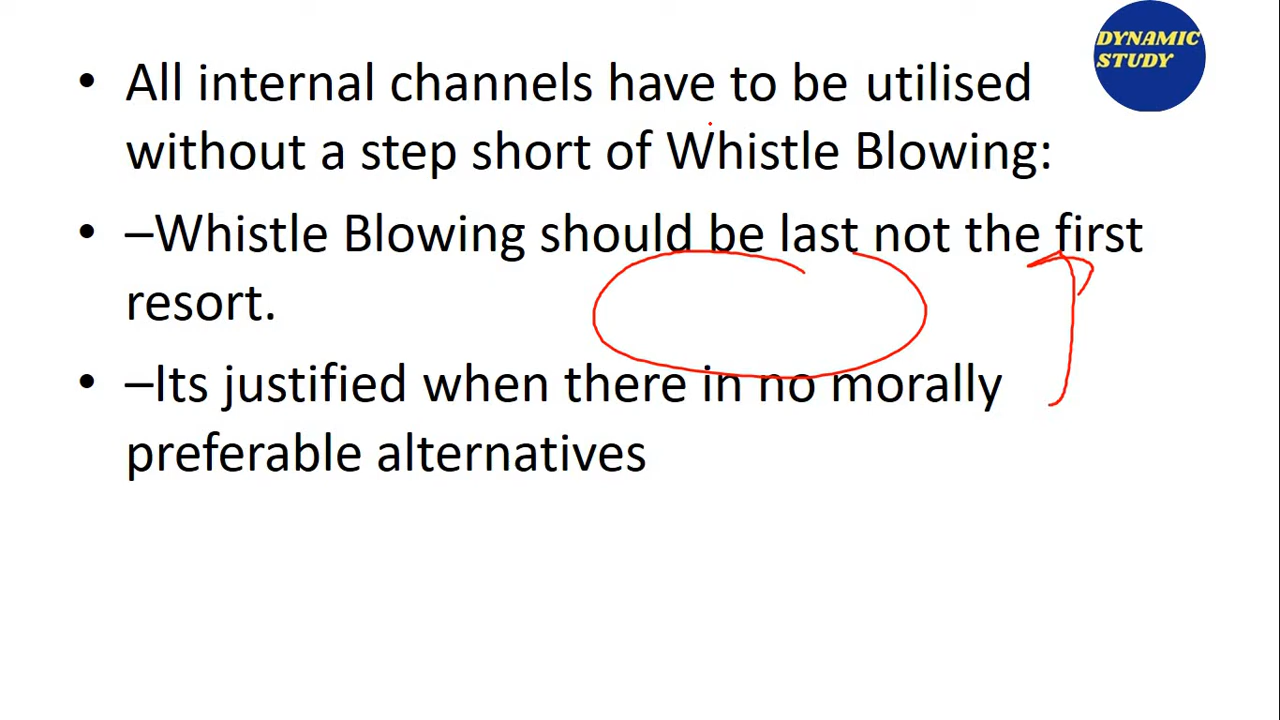 DYNAMIC
STUDY
• All internal channels have to be utilised
without a step short of Whistle Blowing:
• –Whistle Blowing should be last not the first
resort.
• –Its justified when there in no morally
preferable alternatives